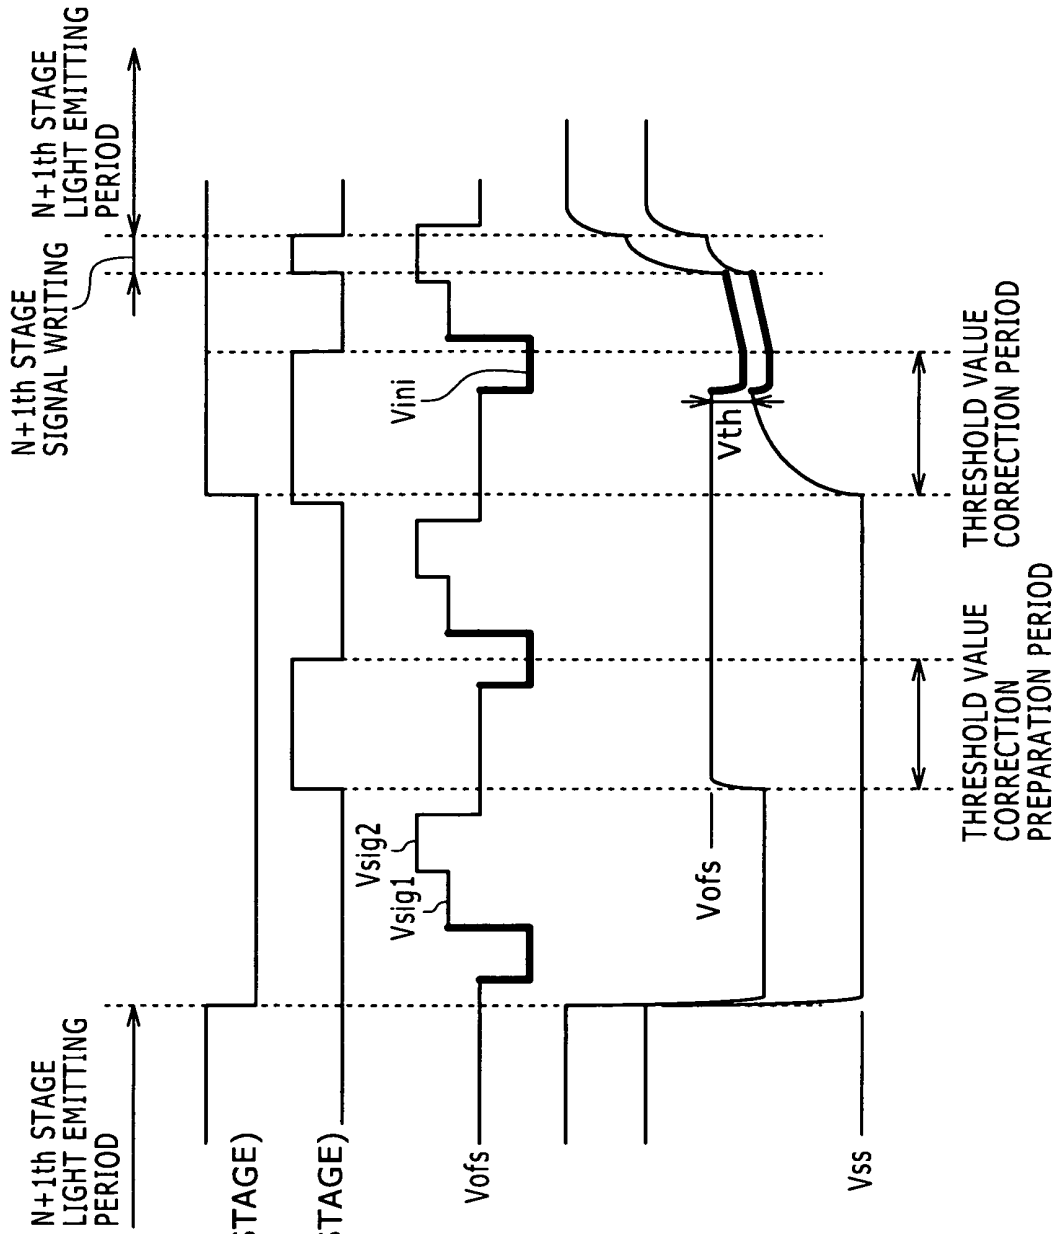 N+1th STAGE
LIGHT EMITTING
PERIOD
N+1th STAGE
SIGNAL WRITING
N+1th STAGE
LIGHT EMITTING
PERIOD
STAGE)
STAGE)
Vofs
Vsig1
Vsig2
Vini
Vofs
Vth
Vss
THRESHOLD VALUE
CORRECTION
PREPARATION PERIOD
THRESHOLD VALUE
CORRECTION PERIOD